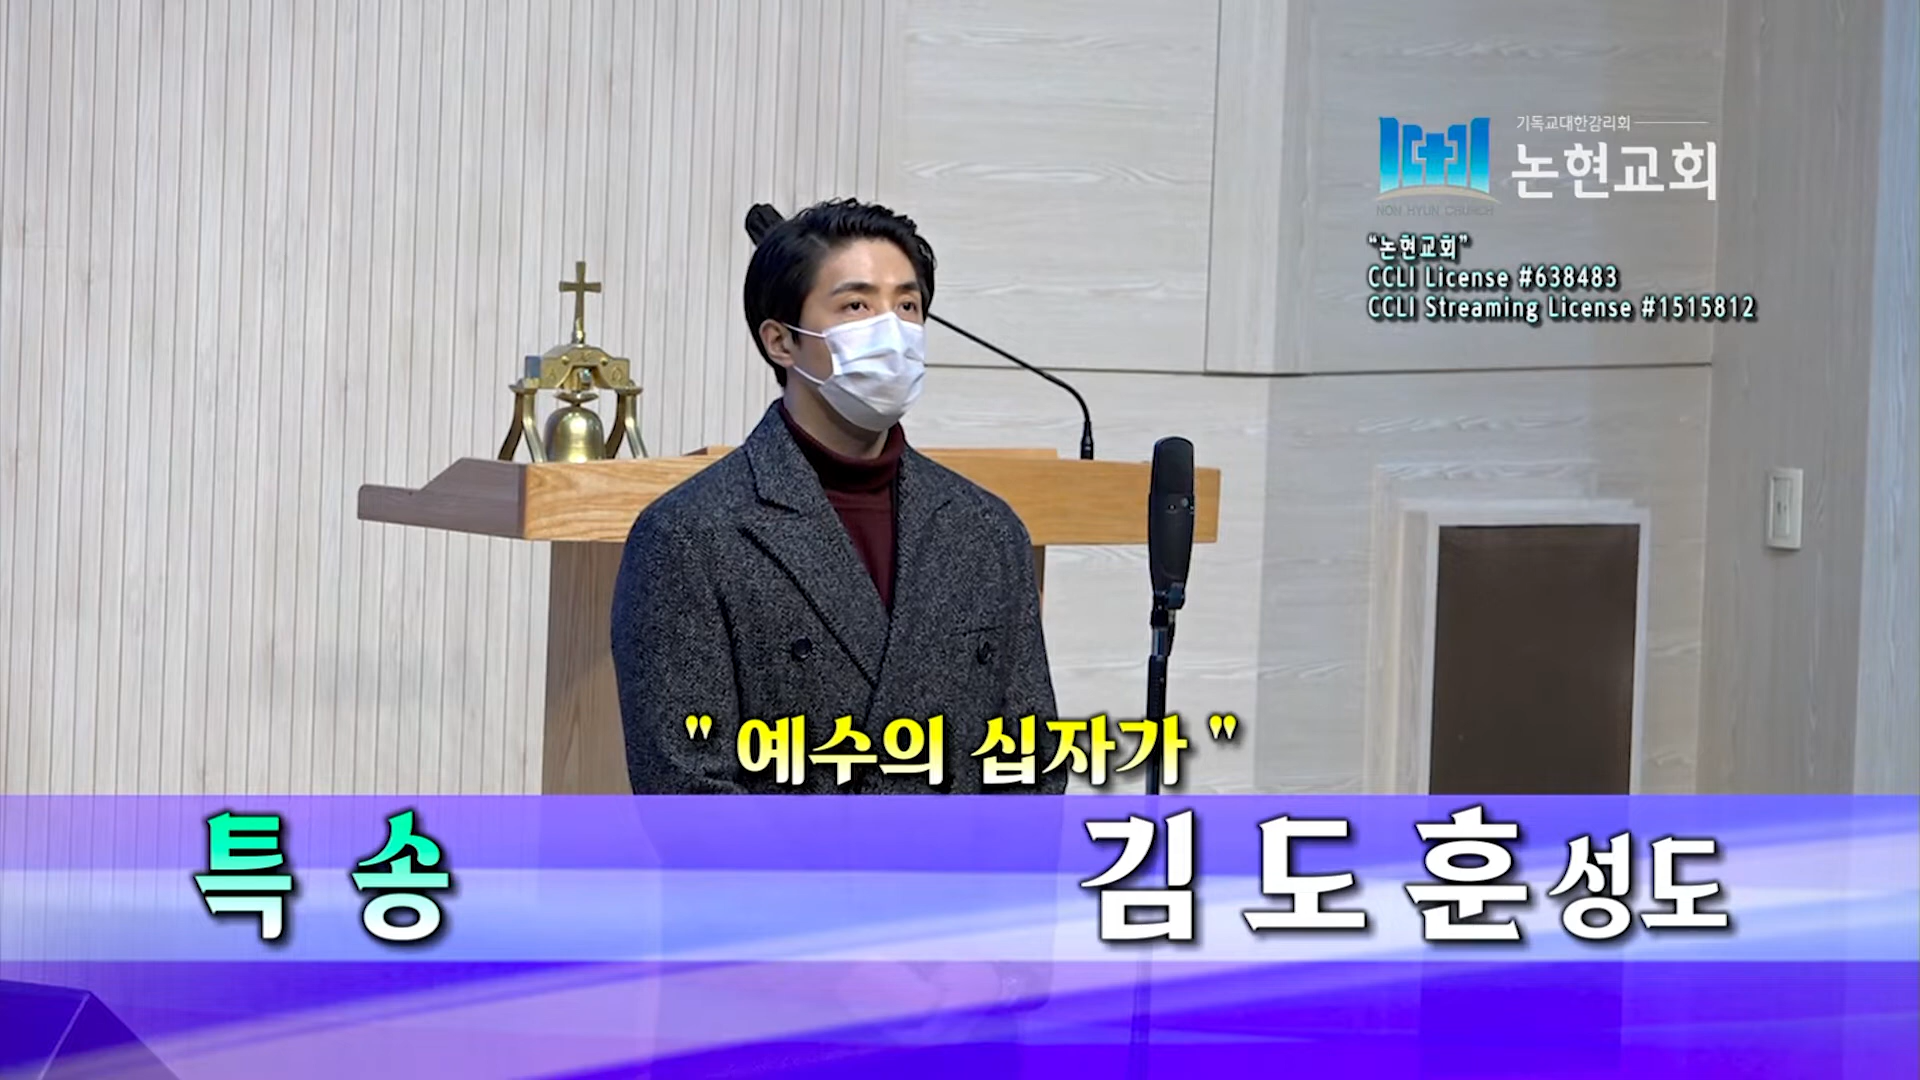 기독교대한감리회
논현교회
NON HYUN CHURCH
“논현교회”
CCLI License #638483
CCLI Streaming License #1515812
" 예수의 십자가 "
특 송 김 도 훈 성도